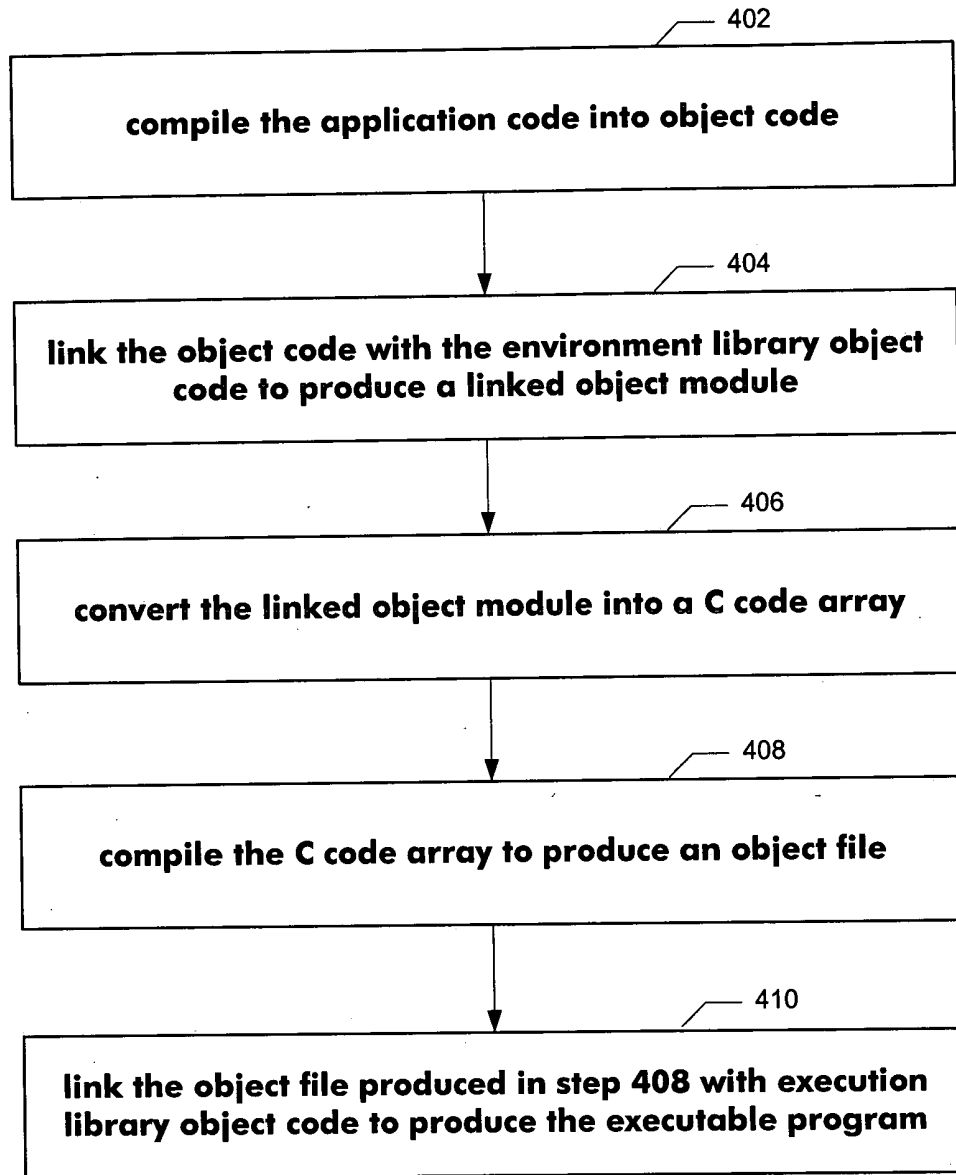 402
compile the application code into object code
404
link the object code with the environment library object
code to produce a linked object module
406
convert the linked object module into a C code array
408
compile the C code array to produce an object file
410
link the object file produced in step 408 with execution
library object code to produce the executable program